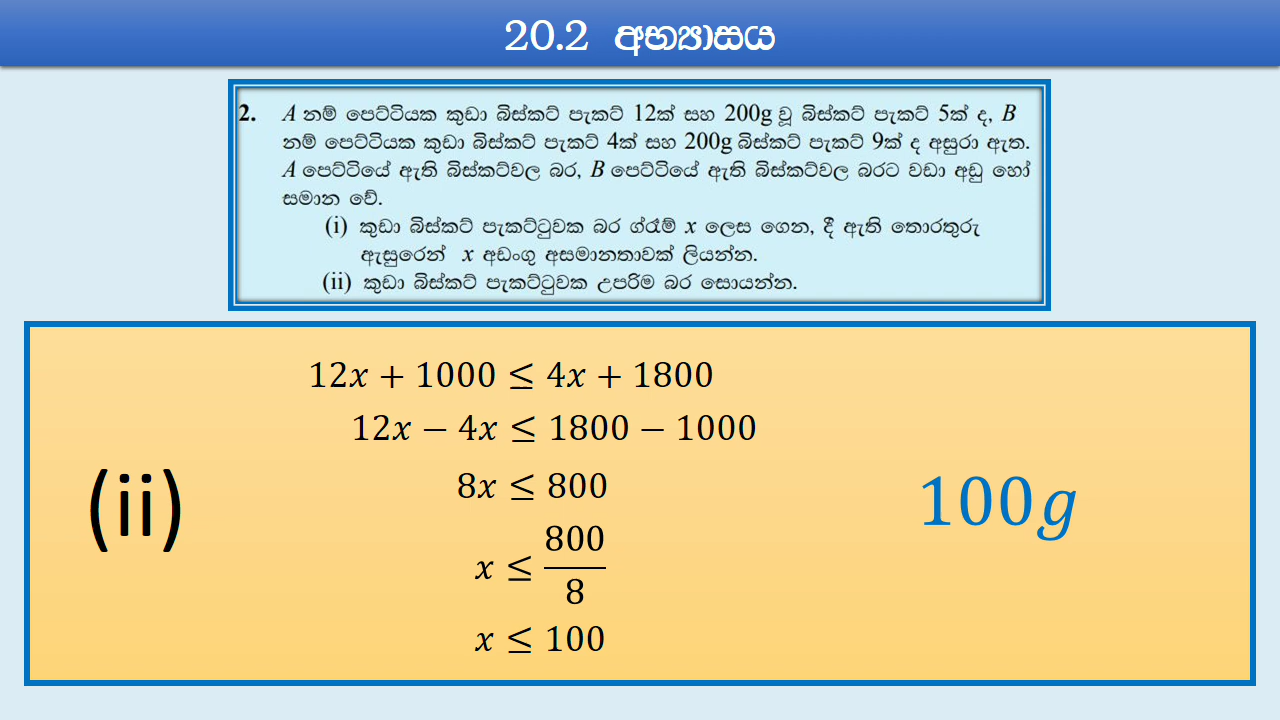 20.2 අභ්‍යාසය
2. A නම් පෙට්ටියක කුඩා බිස්කට් පැකට් 12ක් සහ 200g වූ බිස්කට් පැකට් 5ක් ද, B
නම් පෙට්ටියක කුඩා බිස්කට් පැකට් 4ක් සහ 200g බිස්කට් පැකට් 9ක් ද අසුරා ඇත.
A පෙට්ටියේ ඇති බිස්කට්වල බර, B පෙට්ටියේ ඇති බිස්කට්වල බරට වඩා අඩු හෝ
සමාන වේ.
(i) කුඩා බිස්කට් පැකට්ටුවක බර ග්රෑම් x ලෙස ගෙන, දී ඇති තොරතුරු
ඇසුරෙන් x අඩංගු අසමානතාවක් ලියන්න.
(ii) කුඩා බිස්කට් පැකට්ටුවක උපරිම බර සොයන්න.
12x + 1000 ≤ 4x + 1800
12x − 4x ≤ 1800 − 1000
(ii)
8x ≤ 800
x ≤ 800/8
x ≤ 100
100g